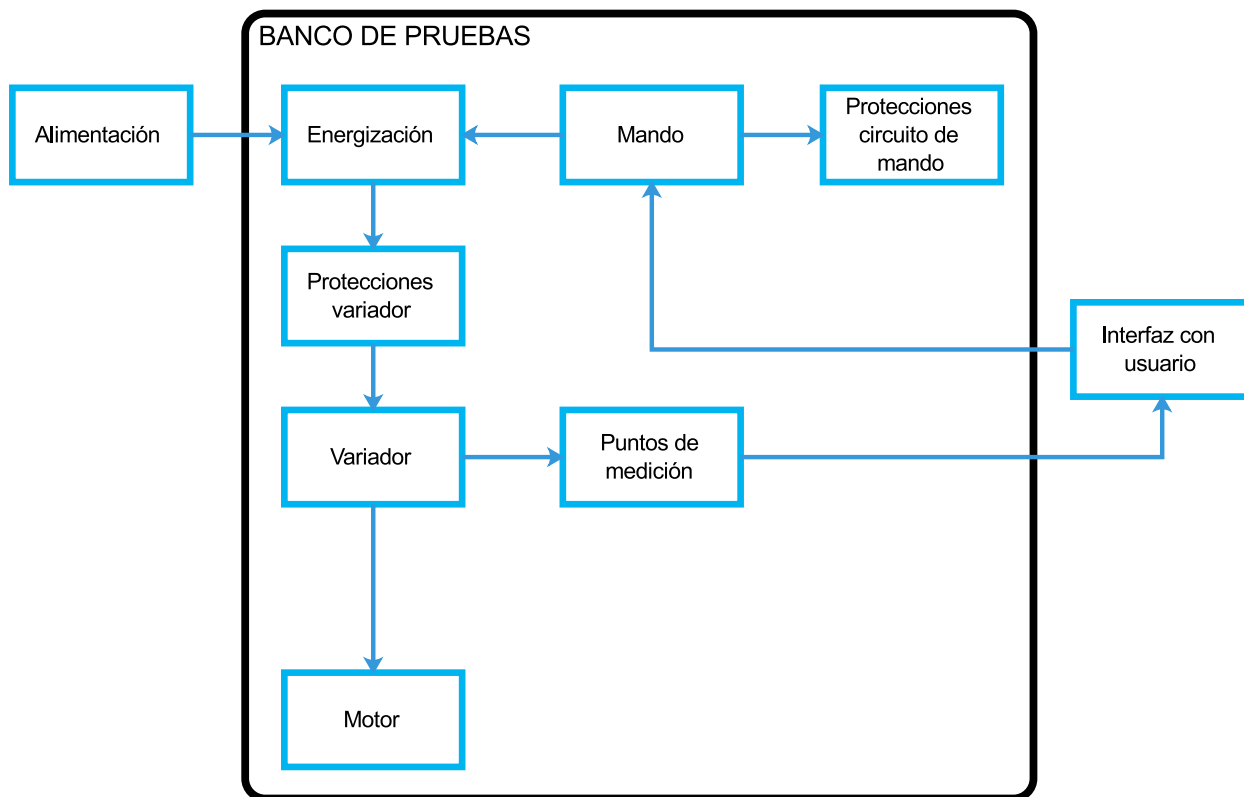 BANCO DE PRUEBAS
Alimentación
Energización
Mando
Protecciones
circuito de
mando
Protecciones
variador
Interfaz con
usuario
Variador
Puntos de
medición
Motor